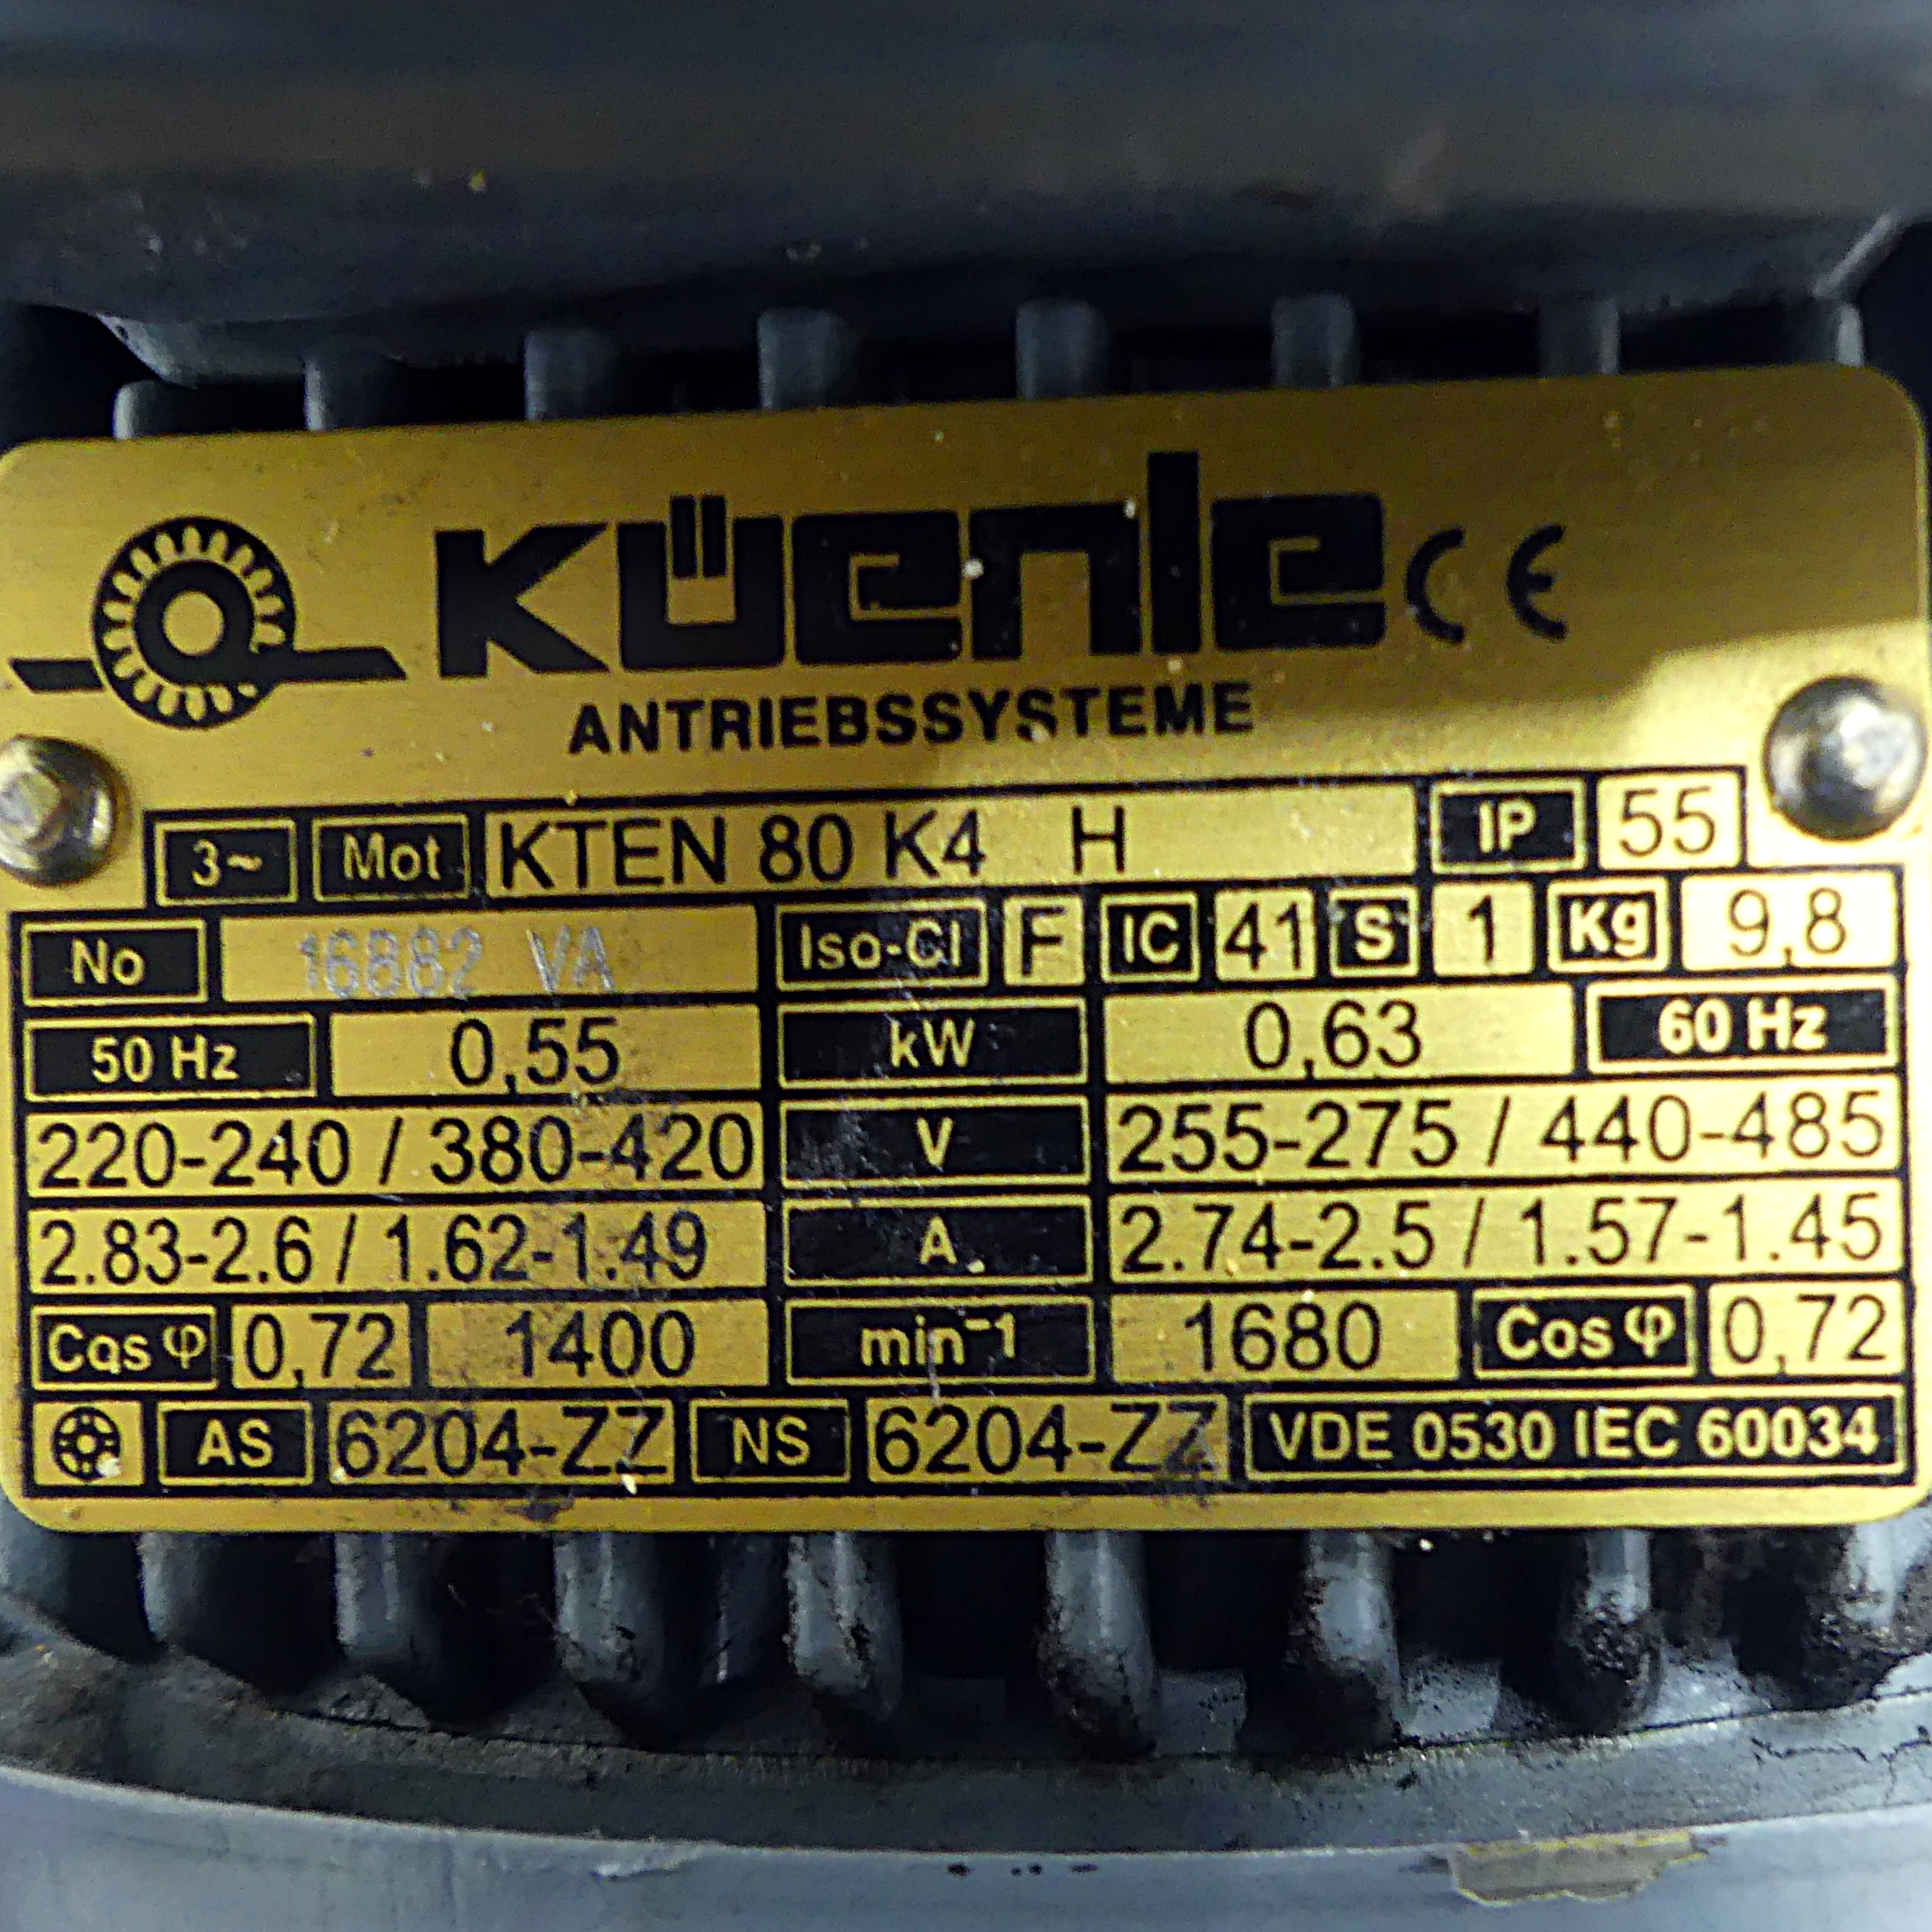 KÜENLE CE
ANTRIEBSSYSTEME
3~ Mot KTEN 80 K4 H IP 55
No 16882 VA Iso-Cl F IC 41 S 1 Kg 9,8
50 Hz 0,55 kW 0,63 60 Hz
220-240 / 380-420 V 255-275 / 440-485
2.83-2.6 / 1.62-1.49 A 2.74-2.5 / 1.57-1.45
Cos φ 0,72 1400 min⁻¹ 1680 Cos φ 0,72
AS 6204-ZZ NS 6204-ZZ VDE 0530 IEC 60034